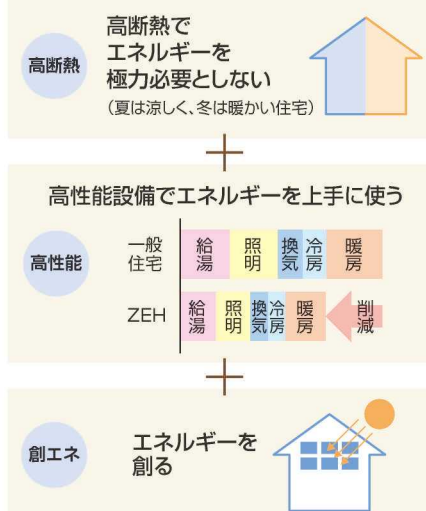 高断熱
高断熱で
エネルギーを
極力必要としない
（夏は涼しく、冬は暖かい住宅）
高性能設備でエネルギーを上手に使う
高性能
一般
住宅
給湯
照明
換気
冷房
暖房
ZEH
給湯
照明
換気
冷房
暖房
削減
創エネ
エネルギーを
創る